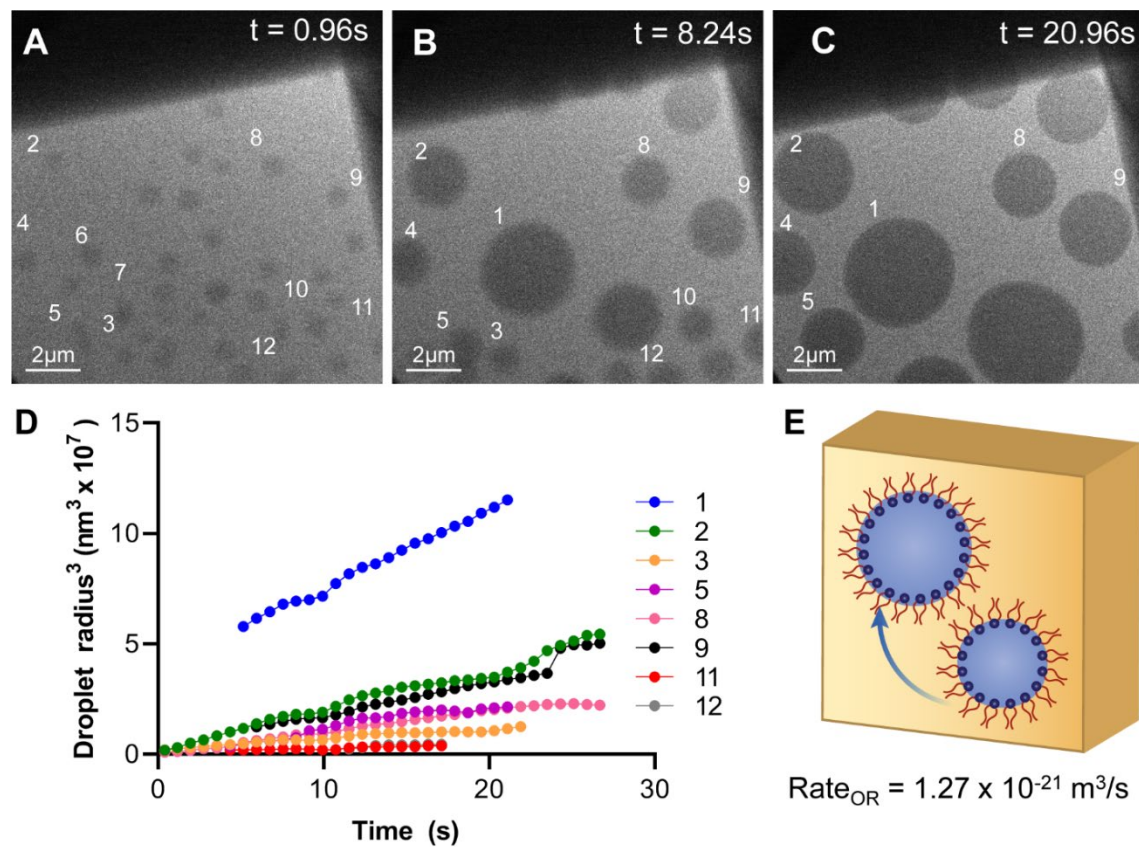 A
t = 0.96s
2
8
9
4
6
7
10
5
3
11
12
2μm
B
t = 8.24s
2
8
9
1
4
10
5
3
11
12
2μm
C
t = 20.96s
2
8
9
1
4
5
2μm
D
Droplet radius³ (nm³ x 10⁷ )
15
10
5
0
0 10 20 30
Time (s)
1
2
3
5
8
9
11
12
E
Rate_OR = 1.27 x 10⁻²¹ m³/s